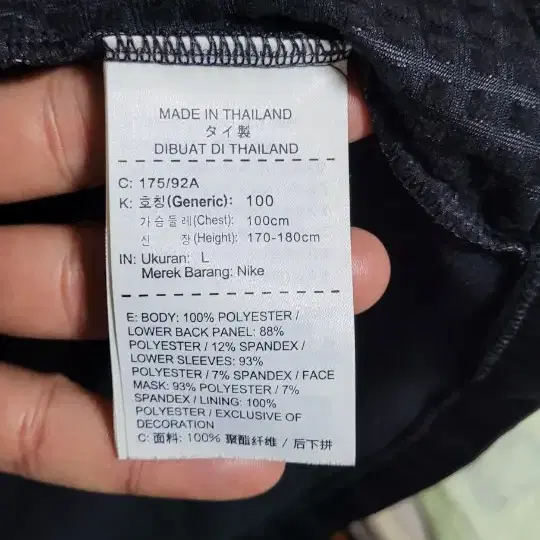 MADE IN THAILAND
タイ製
DIBUAT DI THAILAND
C: 175/92A
K: 호칭(Generic): 100
가슴둘레(Chest): 100cm
신 장(Height): 170-180cm
IN: Ukuran: L
Merek Barang: Nike
E: BODY: 100% POLYESTER /
LOWER BACK PANEL: 88%
POLYESTER / 12% SPANDEX /
LOWER SLEEVES: 93%
POLYESTER / 7% SPANDEX / FACE
MASK: 93% POLYESTER / 7%
SPANDEX / LINING: 100%
POLYESTER / EXCLUSIVE OF
DECORATION
C: 面料: 100% 聚酯纤维 / 后下拼